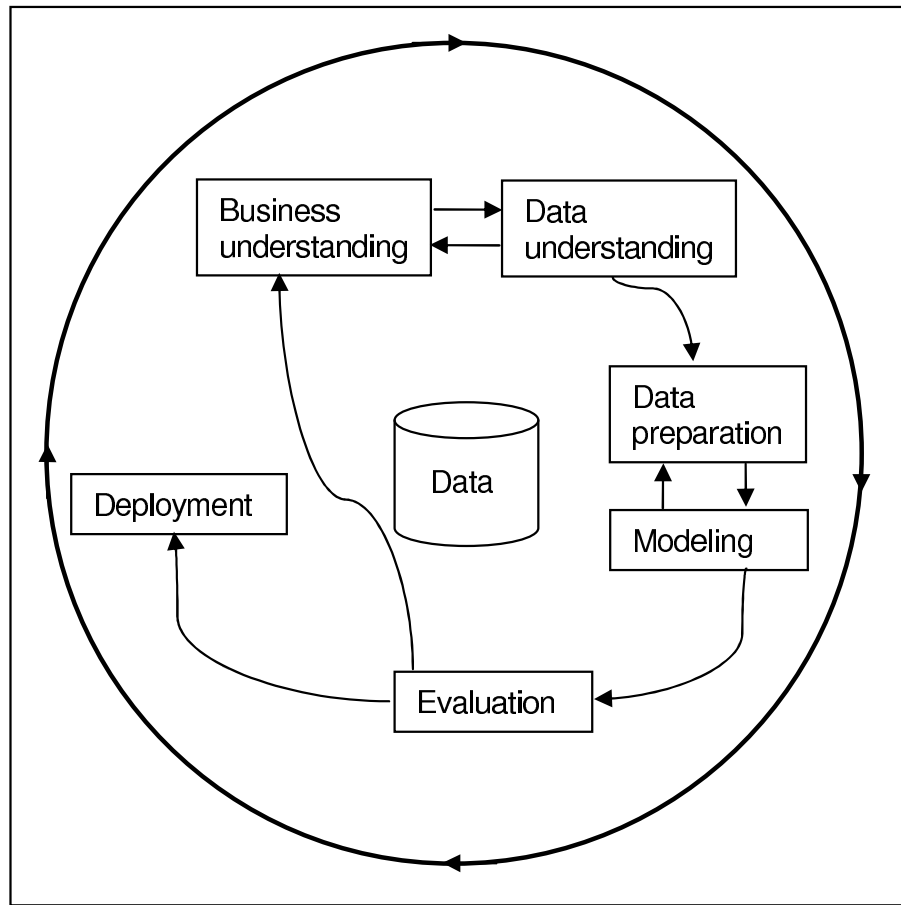 Business
understanding
Data
understanding
Data
preparation
Data
Deployment
Modeling
Evaluation